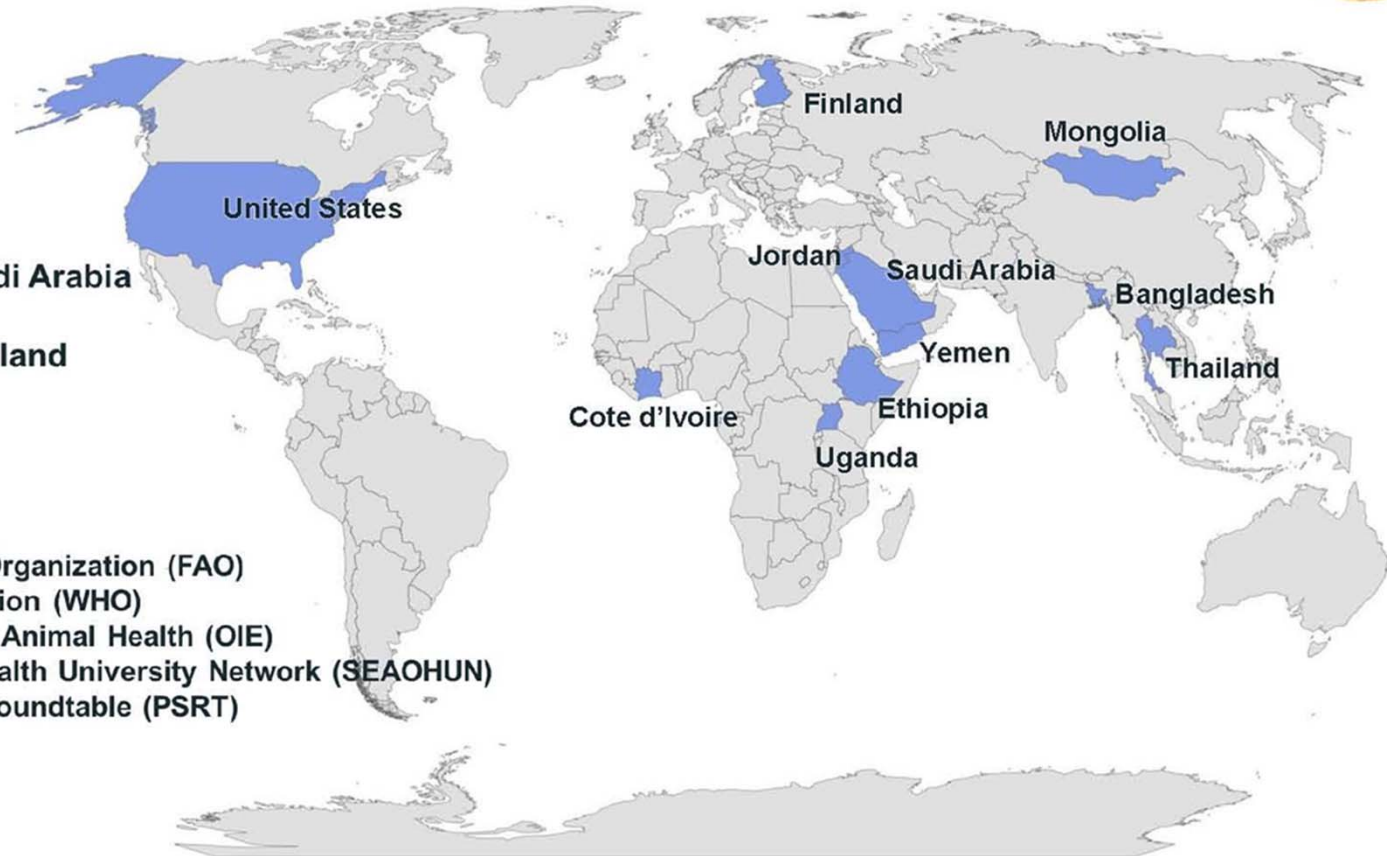 Finland
Mongolia
United States
Jordan
Saudi Arabia
di Arabia
Bangladesh
Yemen
land
Thailand
Cote d’Ivoire
Ethiopia
Uganda
rganization (FAO)
ion (WHO)
Animal Health (OIE)
alth University Network (SEAOHUN)
oundtable (PSRT)